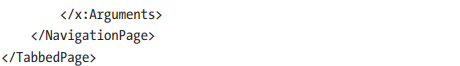 </x:Arguments>
</NavigationPage>
</TabbedPage>